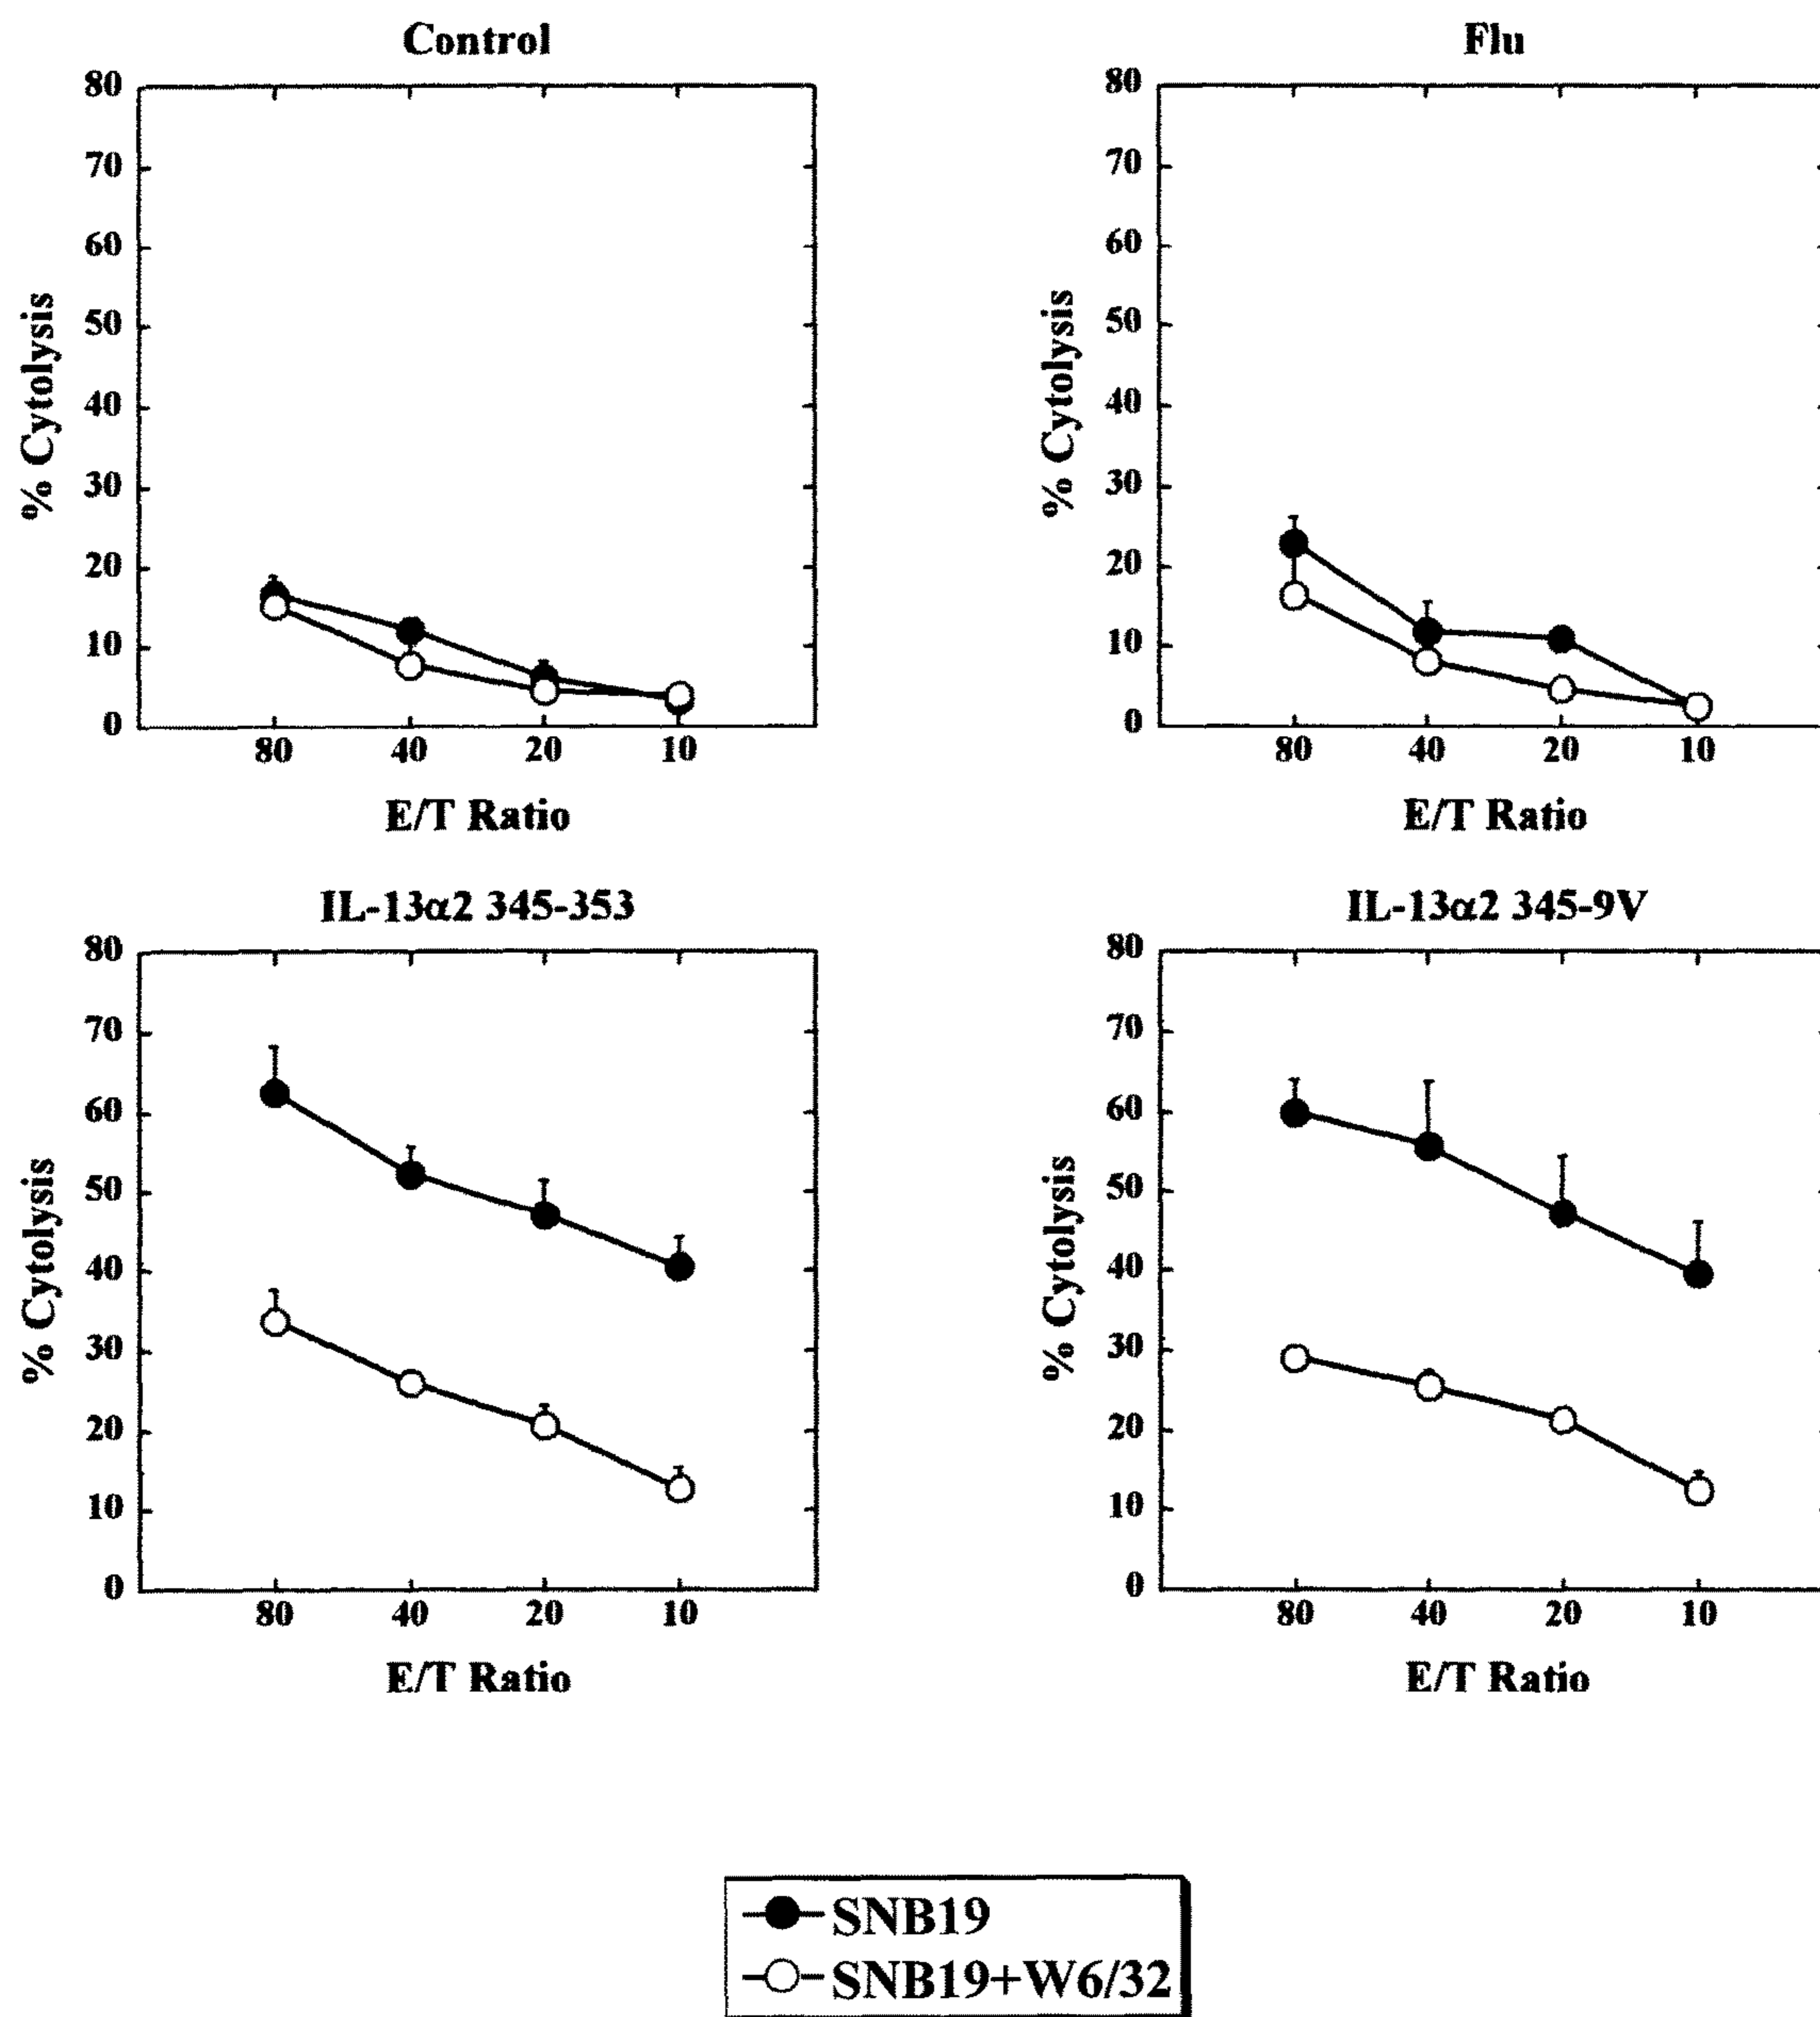 Control
80
70
60
50
40
30
20
10
0
% Cytolysis
80 40 20 10
E/T Ratio
Flu
80
70
60
50
40
30
20
10
0
% Cytolysis
80 40 20 10
E/T Ratio
IL-13α2 345-353
80
70
60
50
40
30
20
10
0
% Cytolysis
80 40 20 10
E/T Ratio
IL-13α2 345-9V
80
70
60
50
40
30
20
10
0
% Cytolysis
80 40 20 10
E/T Ratio
SNB19
SNB19+W6/32